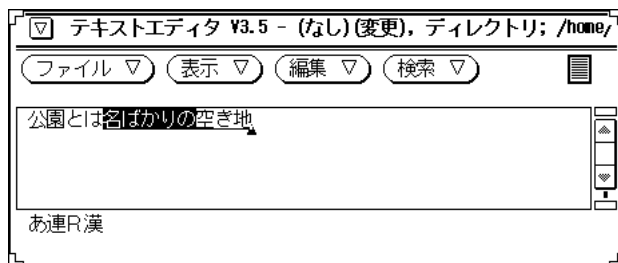 テキストエディタ V3.5 - (なし)(変更), ディレクトリ; /home/
ファイル ▽ 表示 ▽ 編集 ▽ 検索 ▽
公園とは名ばかりの空き地
あ連R漢